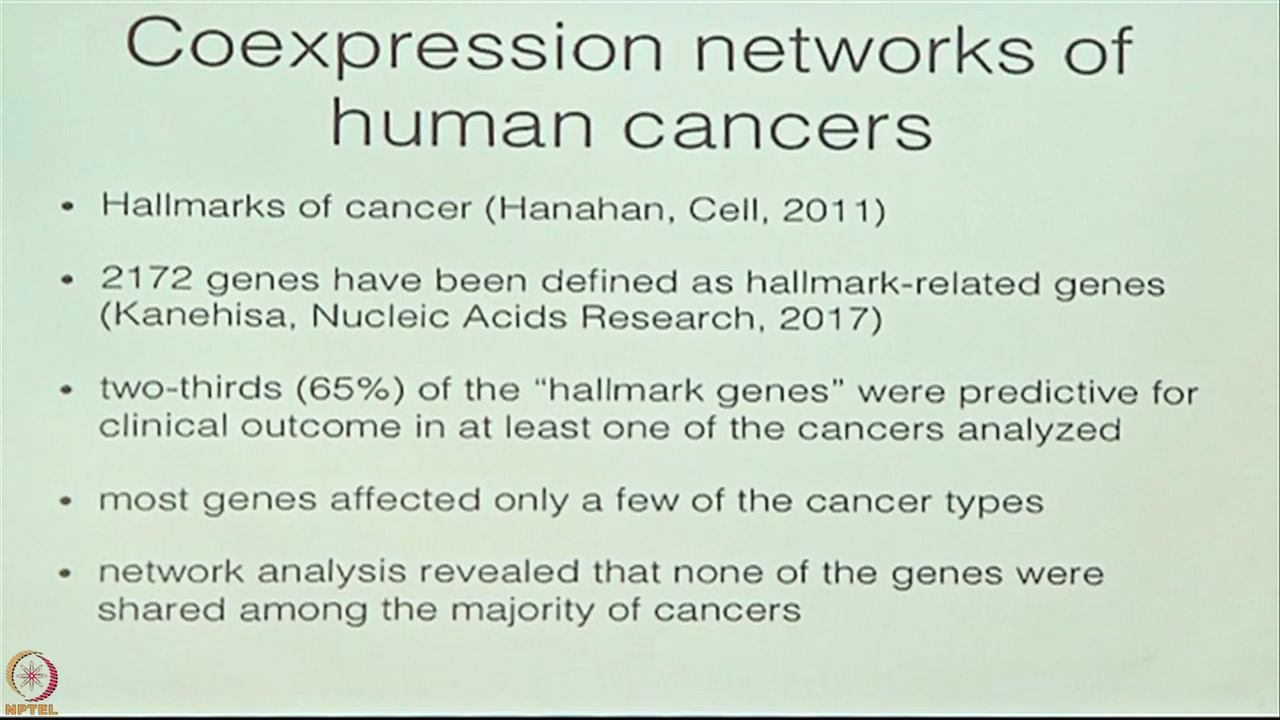 Coexpression networks of
human cancers
• Hallmarks of cancer (Hanahan, Cell, 2011)
• 2172 genes have been defined as hallmark-related genes
(Kanehisa, Nucleic Acids Research, 2017)
• two-thirds (65%) of the “hallmark genes” were predictive for
clinical outcome in at least one of the cancers analyzed
• most genes affected only a few of the cancer types
• network analysis revealed that none of the genes were
shared among the majority of cancers
NPTEL